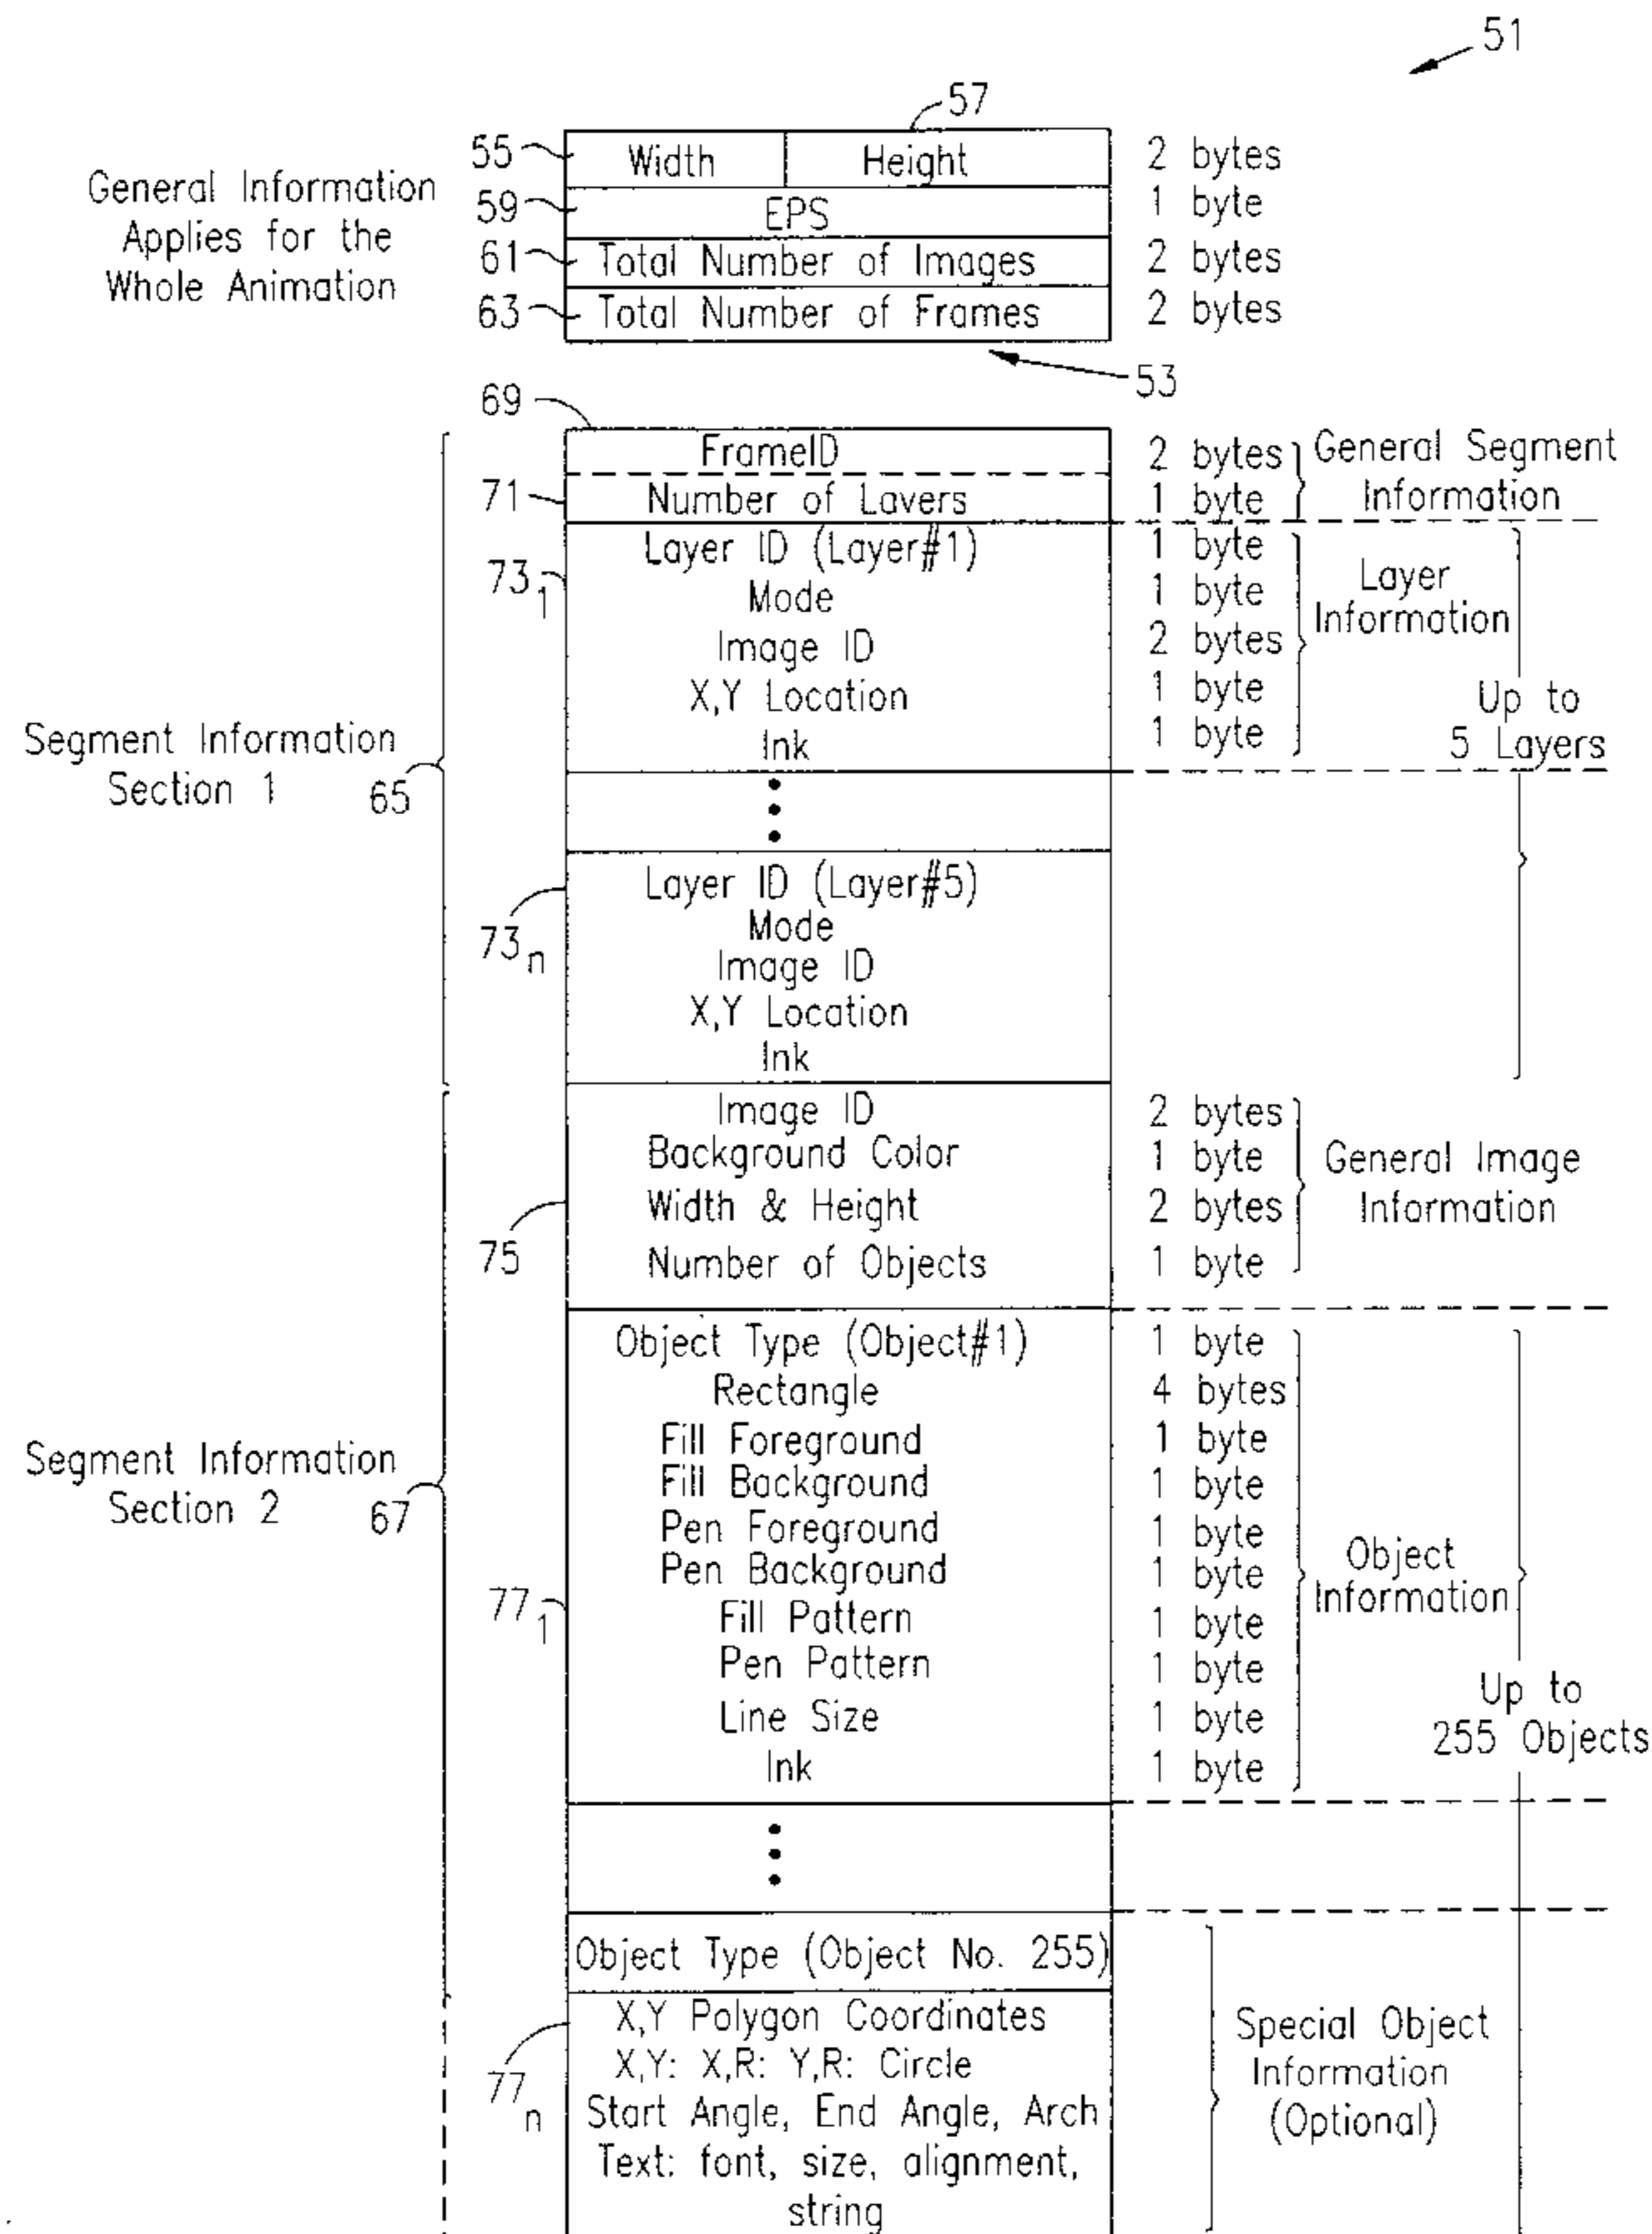 51
57
55 Width Height 2 bytes
General Information
Applies for the
Whole Animation
59 EPS 1 byte
61 Total Number of Images 2 bytes
63 Total Number of Frames 2 bytes
53
69
FrameID 2 bytes
General Segment
Information
71 Number of Lavers 1 byte
Layer ID (Layer#1) 1 byte
73 1
Mode 1 byte
Layer
Information
Image ID 2 bytes
X,Y Location 1 byte
Ink 1 byte
Up to
5 Layers
Segment Information
Section 1 65
Layer ID (Layer#5)
73 n
Mode
Image ID
X,Y Location
Ink
Image ID 2 bytes
Background Color 1 byte
General Image
Information
Width & Height 2 bytes
75
Number of Objects 1 byte
Object Type (Object#1) 1 byte
Rectangle 4 bytes
Fill Foreground 1 byte
Fill Background 1 byte
Segment Information
Section 2 67
Pen Foreground 1 byte
Pen Background 1 byte
Object
Information
77 1
Fill Pattern 1 byte
Pen Pattern 1 byte
Line Size 1 byte
Ink 1 byte
Up to
255 Objects
Object Type (Object No. 255)
77 n
X,Y Polygon Coordinates
X,Y: X,R: Y,R: Circle
Start Angle, End Angle, Arch
Text: font, size, alignment,
string
Special Object
Information
(Optional)